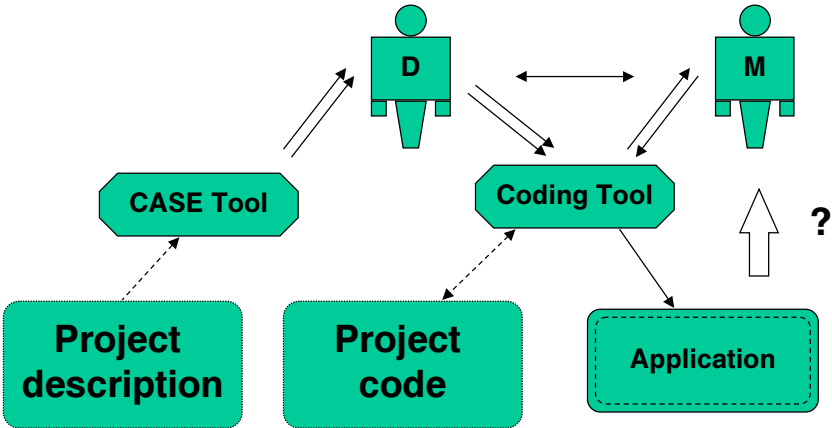 D
M
CASE Tool
Coding Tool
?
Project
description
Project
code
Application